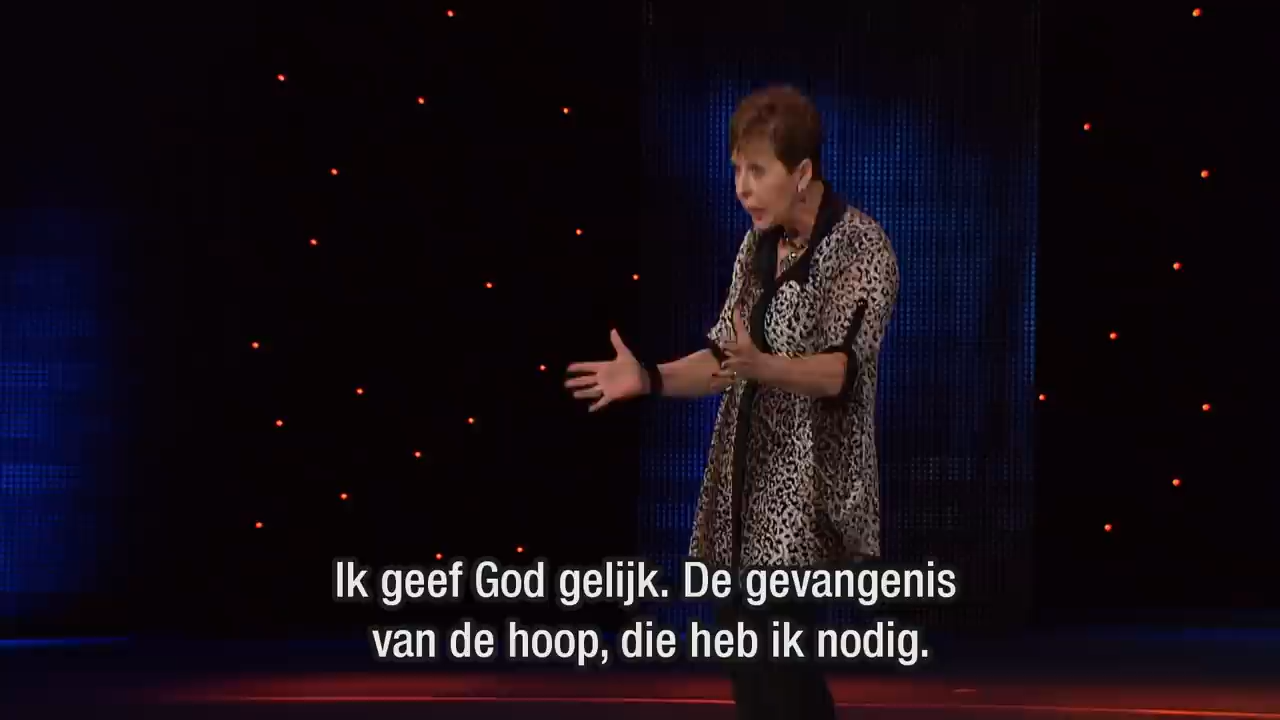 Ik geef God gelijk. De gevangenis
van de hoop, die heb ik nodig.